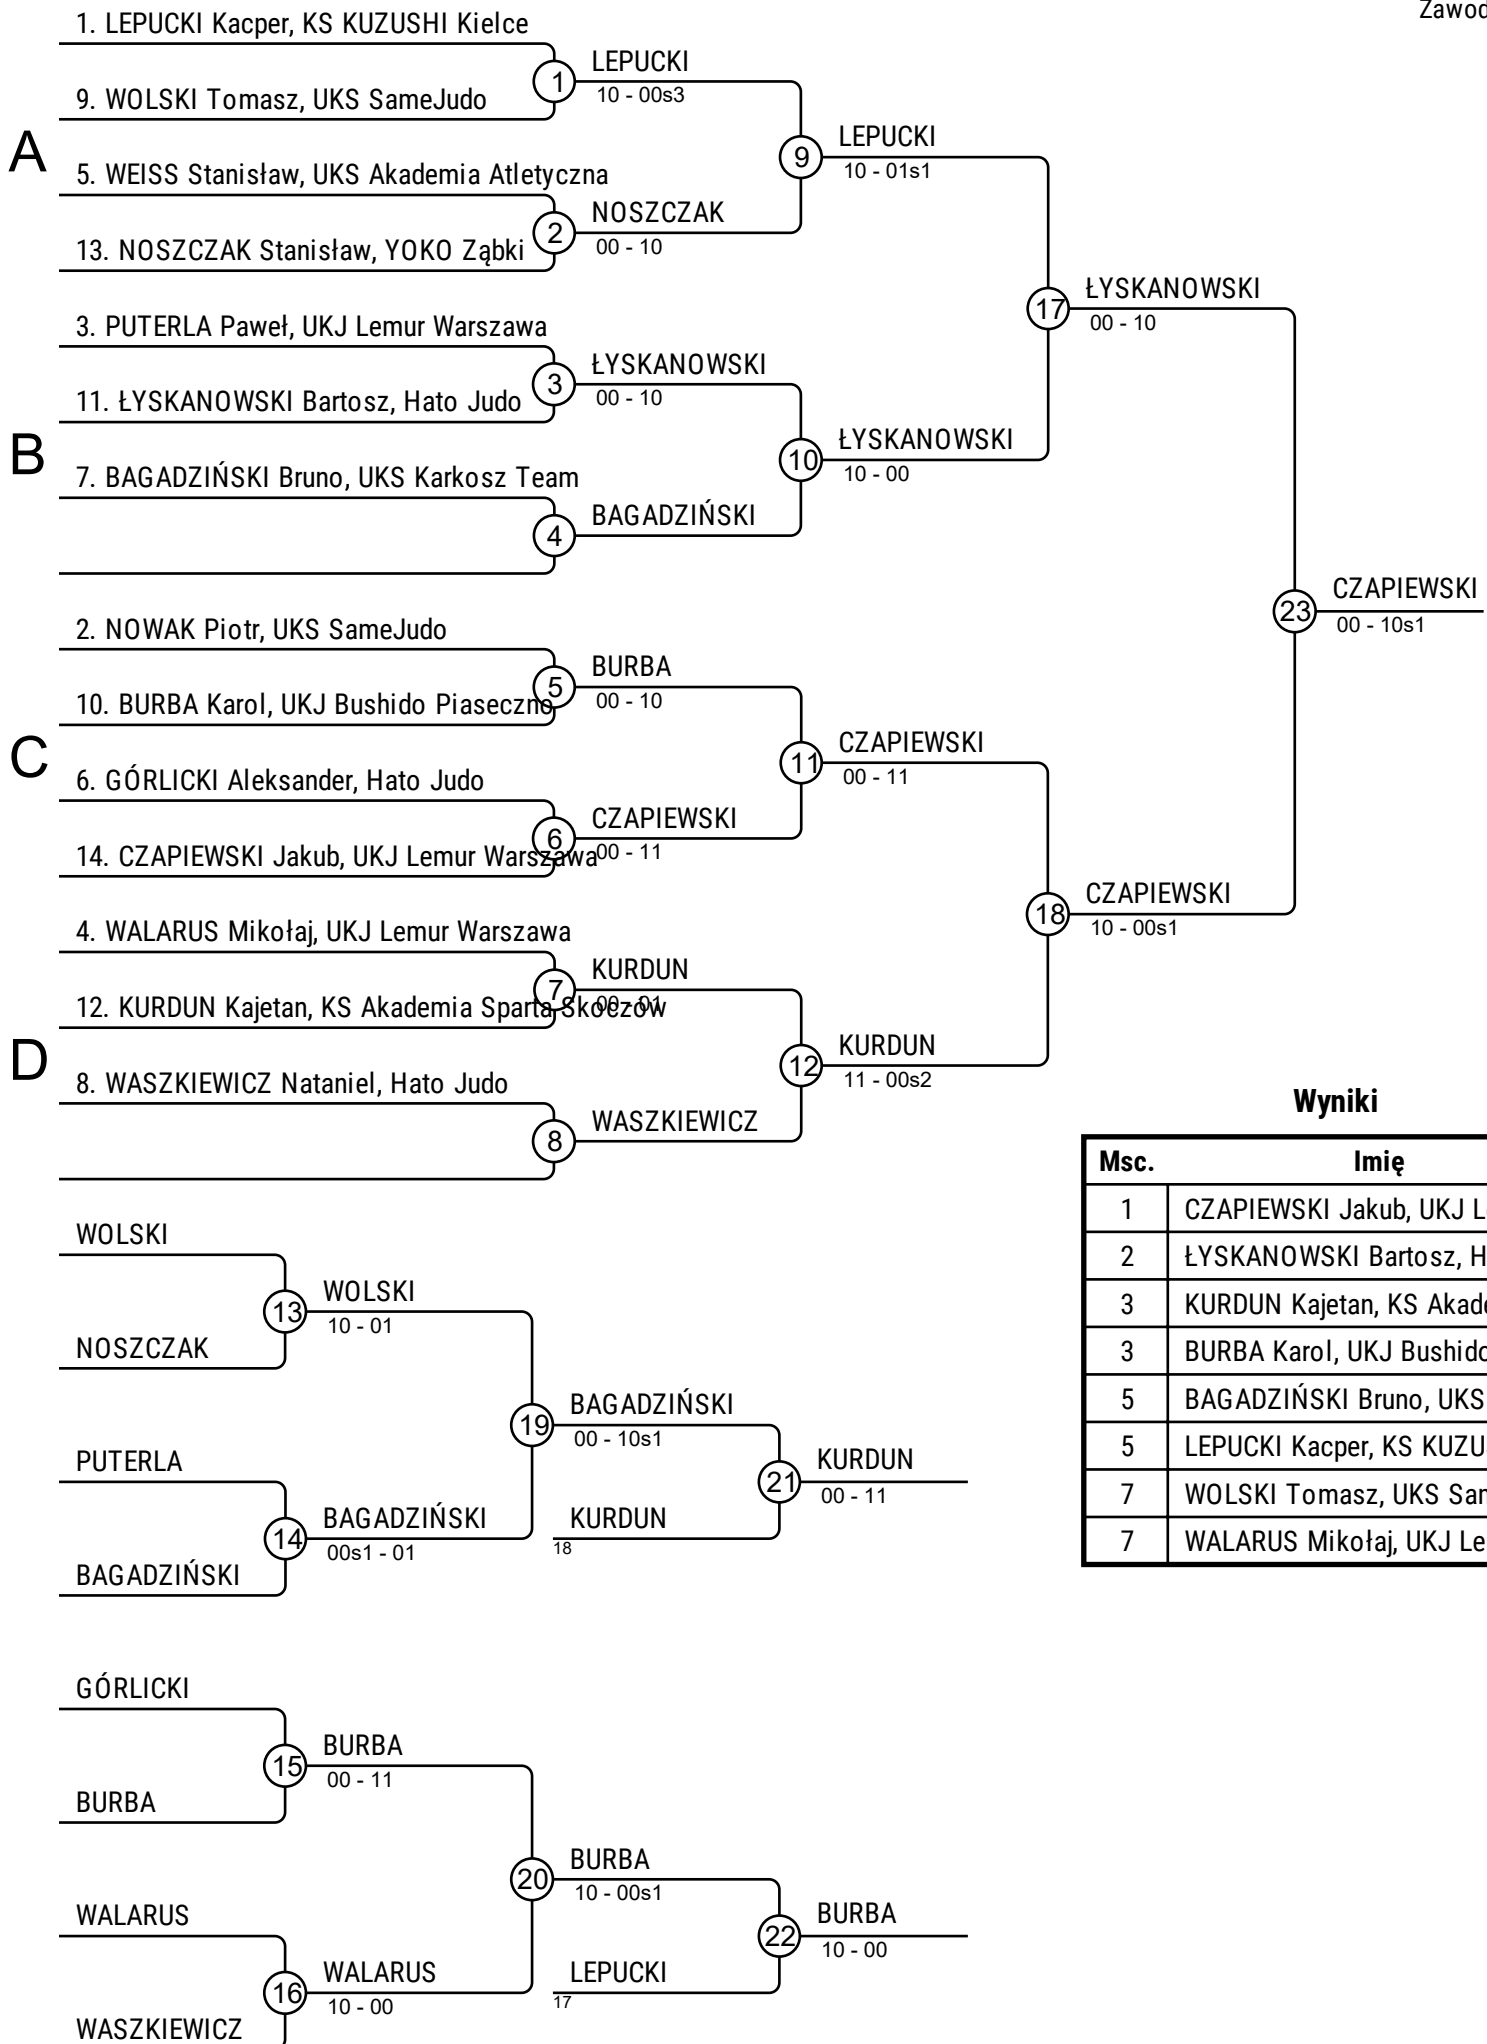 Zawod
1. LEPUCKI Kacper, KS KUZUSHI Kielce
1
LEPUCKI
10 - 00s3
9. WOLSKI Tomasz, UKS SameJudo
A
9
LEPUCKI
10 - 01s1
5. WEISS Stanisław, UKS Akademia Atletyczna
2
NOSZCZAK
00 - 10
13. NOSZCZAK Stanisław, YOKO Ząbki
17
ŁYSKANOWSKI
00 - 10
3. PUTERLA Paweł, UKJ Lemur Warszawa
3
ŁYSKANOWSKI
00 - 10
11. ŁYSKANOWSKI Bartosz, Hato Judo
B
10
ŁYSKANOWSKI
10 - 00
7. BAGADZIŃSKI Bruno, UKS Karkosz Team
4
BAGADZIŃSKI
23
CZAPIEWSKI
00 - 10s1
2. NOWAK Piotr, UKS SameJudo
5
BURBA
00 - 10
10. BURBA Karol, UKJ Bushido Piaseczno
C
11
CZAPIEWSKI
00 - 11
6. GÓRLICKI Aleksander, Hato Judo
6
CZAPIEWSKI
00 - 11
14. CZAPIEWSKI Jakub, UKJ Lemur Warszawa
18
CZAPIEWSKI
10 - 00s1
4. WALARUS Mikołaj, UKJ Lemur Warszawa
7
KURDUN
00 - 01
12. KURDUN Kajetan, KS Akademia Sparta Skoczów
D
12
KURDUN
11 - 00s2
8. WASZKIEWICZ Nataniel, Hato Judo
8
WASZKIEWICZ
Wyniki
Msc. Imię
1 CZAPIEWSKI Jakub, UKJ L
2 ŁYSKANOWSKI Bartosz, H
3 KURDUN Kajetan, KS Akad
3 BURBA Karol, UKJ Bushido
5 BAGADZIŃSKI Bruno, UKS
5 LEPUCKI Kacper, KS KUZU
7 WOLSKI Tomasz, UKS San
7 WALARUS Mikołaj, UKJ Le
WOLSKI
13
WOLSKI
10 - 01
NOSZCZAK
19
BAGADZIŃSKI
00 - 10s1
PUTERLA
14
BAGADZIŃSKI
00s1 - 01
BAGADZIŃSKI
21
KURDUN
00 - 11
KURDUN
18
GÓRLICKI
15
BURBA
00 - 11
BURBA
20
BURBA
10 - 00s1
WALARUS
16
WALARUS
10 - 00
WASZKIEWICZ
22
BURBA
10 - 00
LEPUCKI
17